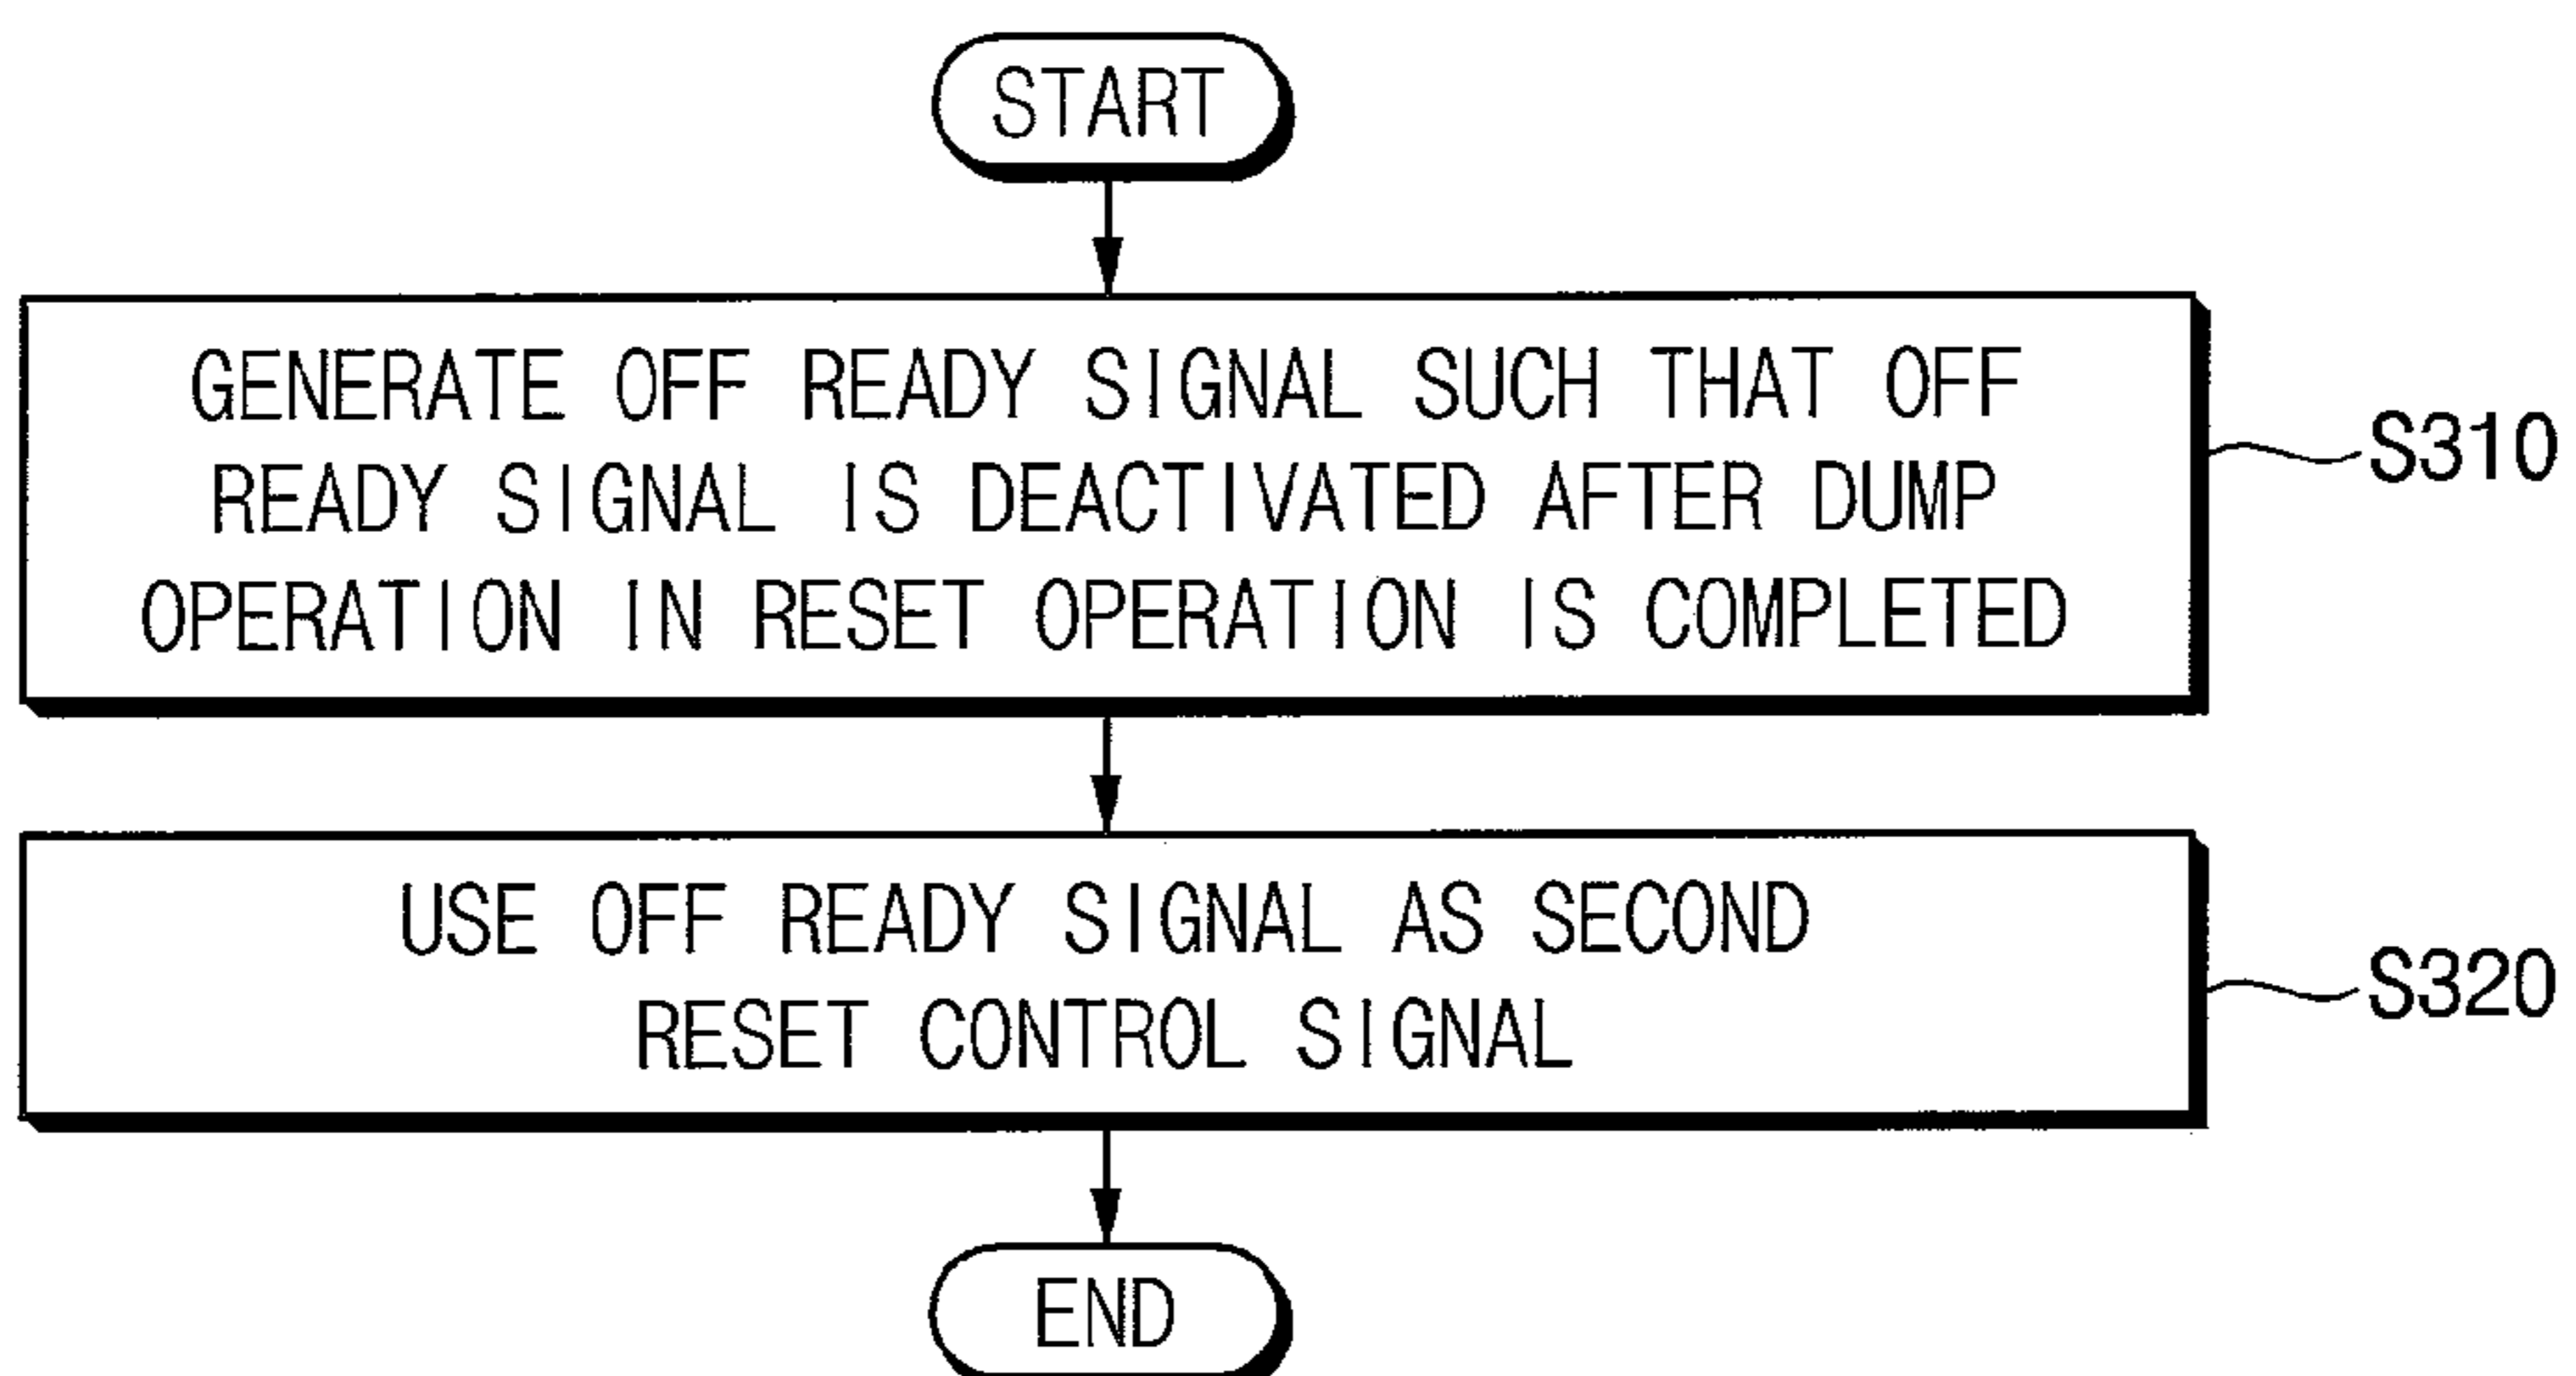 START
GENERATE OFF READY SIGNAL SUCH THAT OFF
READY SIGNAL IS DEACTIVATED AFTER DUMP
OPERATION IN RESET OPERATION IS COMPLETED
S310
USE OFF READY SIGNAL AS SECOND
RESET CONTROL SIGNAL
S320
END